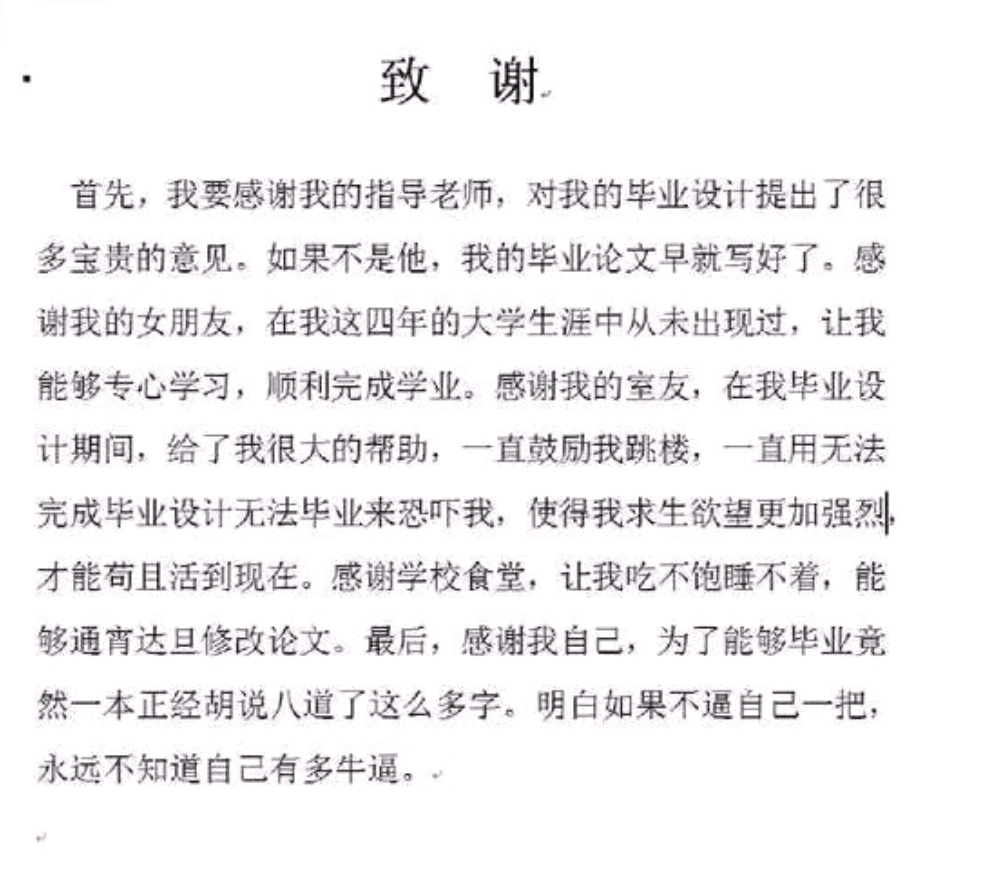 致 谢
首先，我要感谢我的指导老师，对我的毕业设计提出了很
多宝贵的意见。如果不是他，我的毕业论文早就写好了。感
谢我的女朋友，在我这四年的大学生涯中从未出现过，让我
能够专心学习，顺利完成学业。感谢我的室友，在我毕业设
计期间，给了我很大的帮助，一直鼓励我跳楼，一直用无法
完成毕业设计无法毕业来恐吓我，使得我求生欲望更加强烈，
才能苟且活到现在。感谢学校食堂，让我吃不饱睡不着，能
够通宵达旦修改论文。最后，感谢我自己，为了能够毕业竟
然一本正经胡说八道了这么多字。明白如果不逼自己一把，
永远不知道自己有多牛逼。